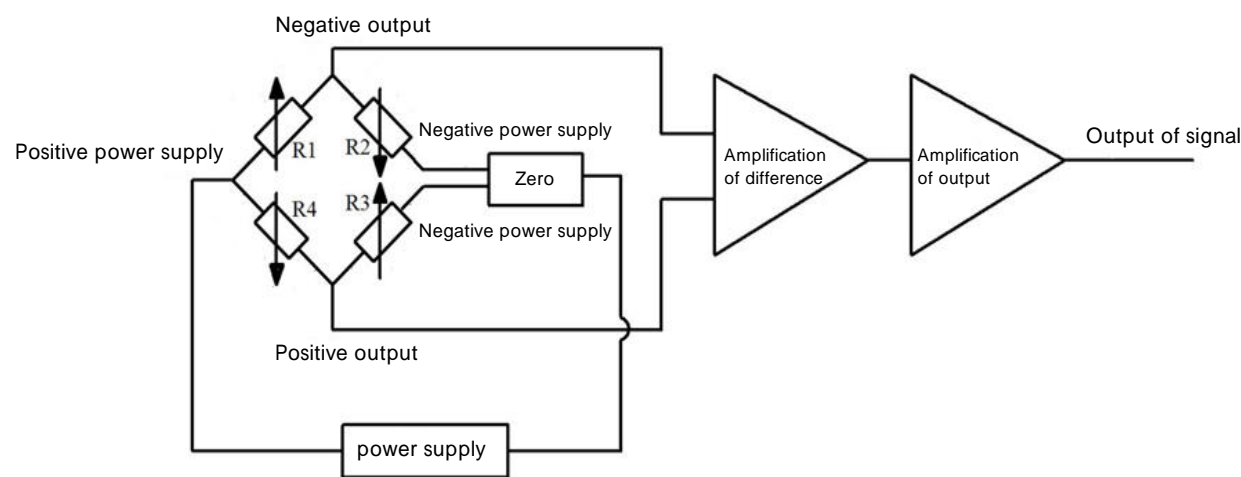 Negative output
Positive power supply
R1
R2
Negative power supply
Zero
R4
R3
Negative power supply
Positive output
power supply
Amplification
of difference
Amplification
of output
Output of signal